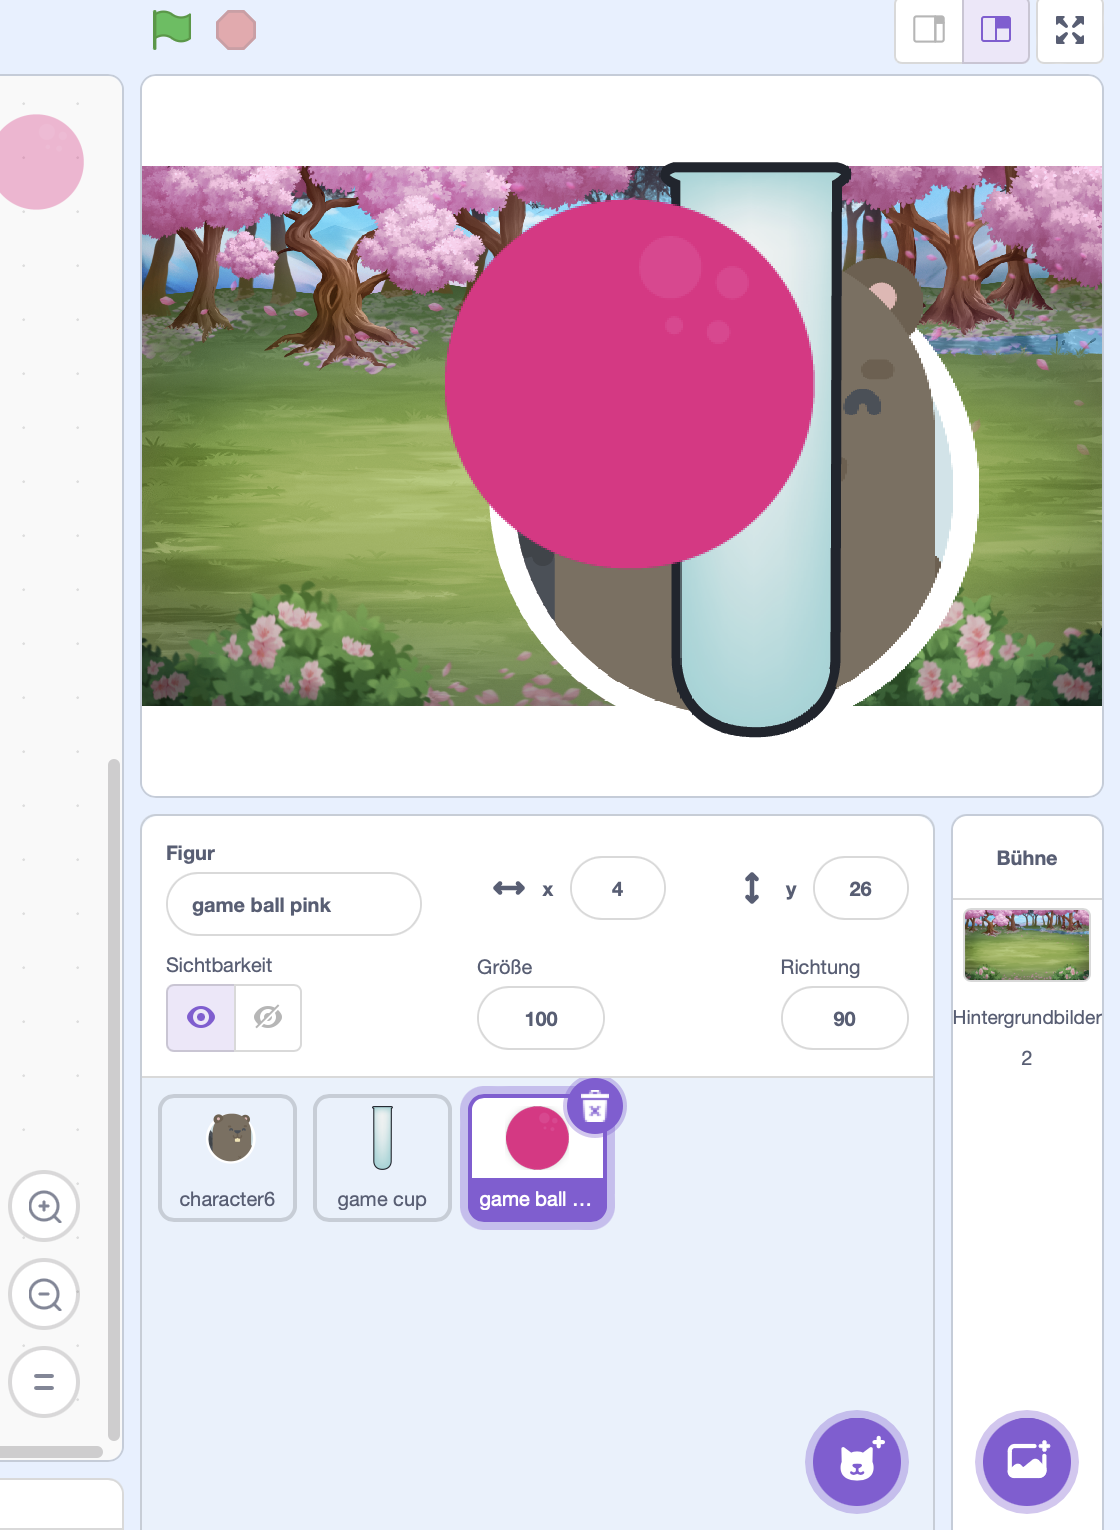 Figur
game ball pink
x
4
y
26
Sichtbarkeit
Größe
100
Richtung
90
character6
game cup
game ball ...
Bühne
Hintergrundbilder
2